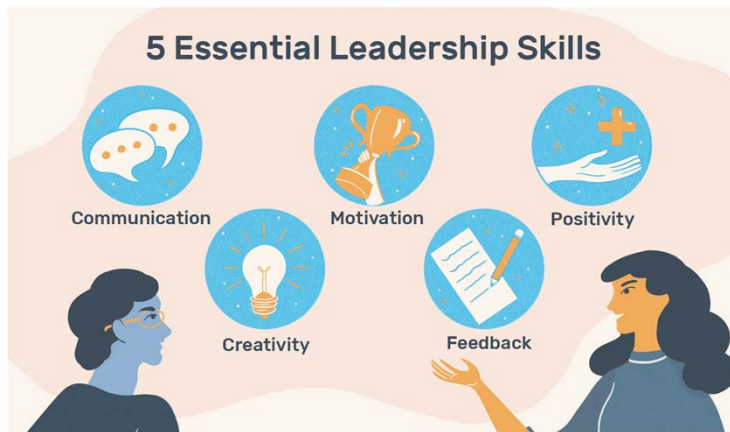 5 Essential Leadership Skills
Communication
Motivation
Positivity
Creativity
Feedback